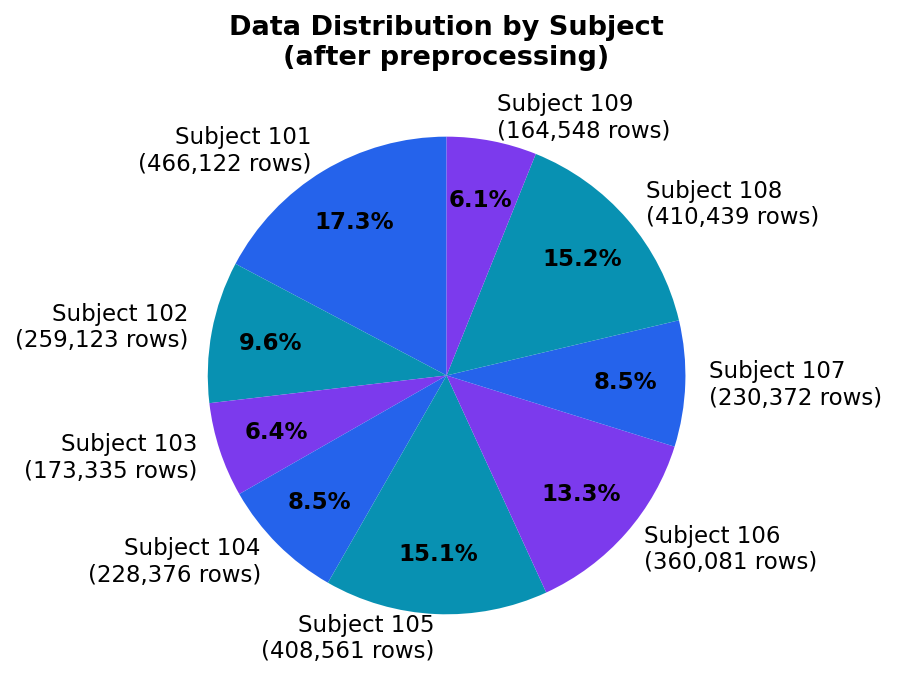 Data Distribution by Subject
(after preprocessing)
Subject 109
(164,548 rows)
6.1%
Subject 101
(466,122 rows)
17.3%
Subject 108
(410,439 rows)
15.2%
Subject 102
(259,123 rows)
9.6%
Subject 107
(230,372 rows)
8.5%
Subject 103
(173,335 rows)
6.4%
Subject 106
(360,081 rows)
13.3%
Subject 104
(228,376 rows)
8.5%
Subject 105
(408,561 rows)
15.1%